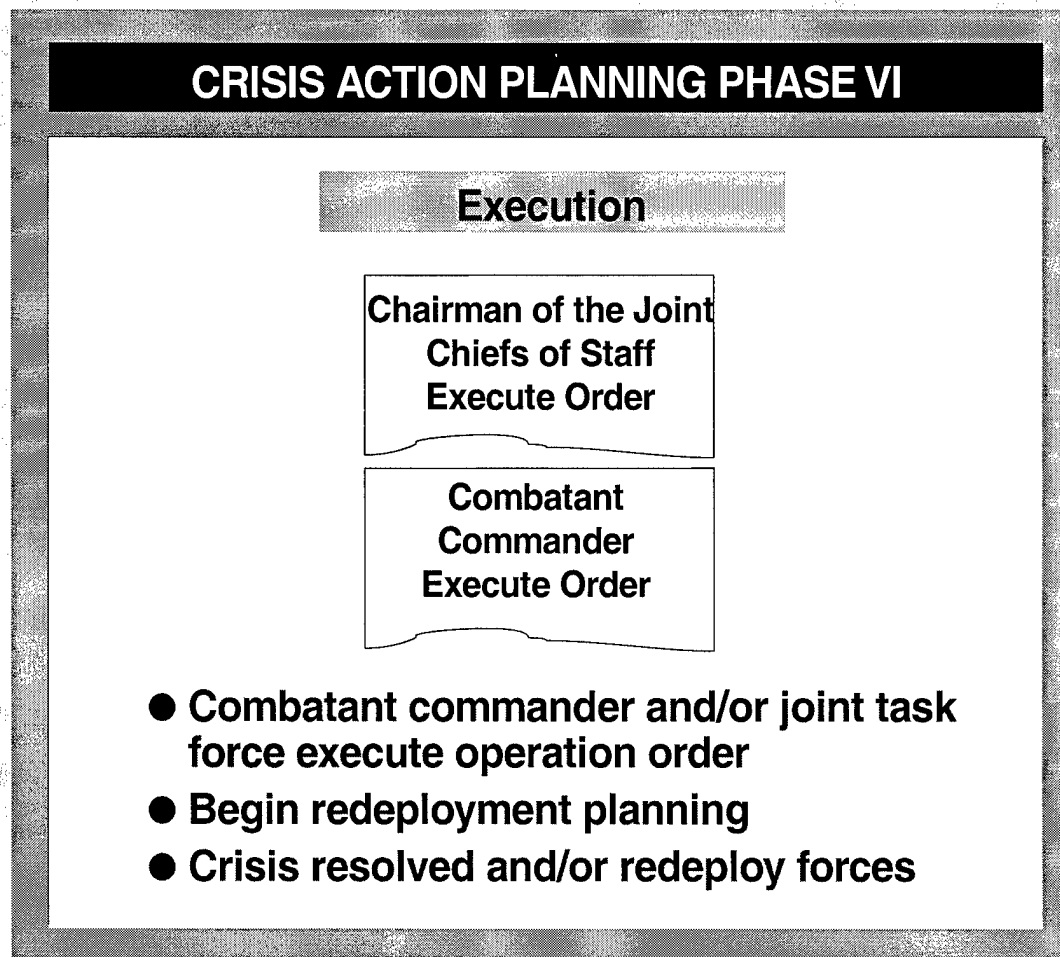 CRISIS ACTION PLANNING PHASE VI
Execution
Chairman of the Joint
Chiefs of Staff
Execute Order
Combatant
Commander
Execute Order
● Combatant commander and/or joint task
force execute operation order
● Begin redeployment planning
● Crisis resolved and/or redeploy forces